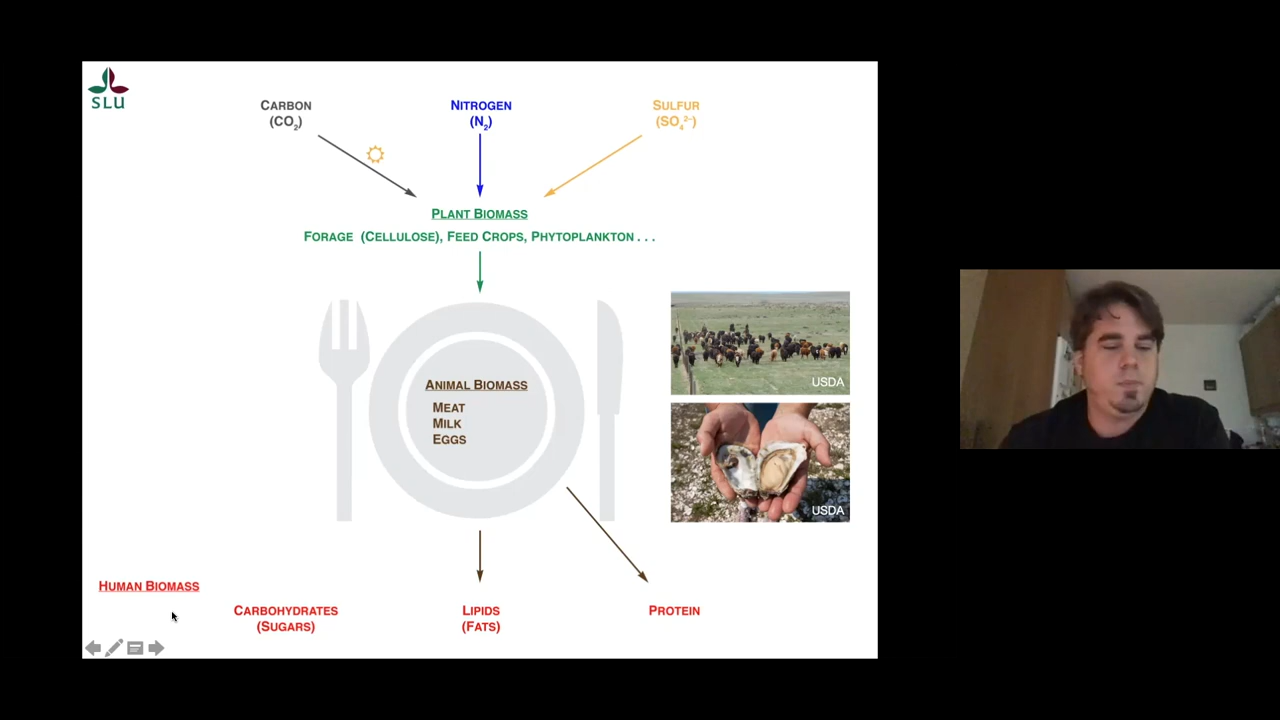 SLU
CARBON
(CO₂)
NITROGEN
(N₂)
SULFUR
(SO₄²⁻)
PLANT BIOMASS
FORAGE (CELLULOSE), FEED CROPS, PHYTOPLANKTON . . .
ANIMAL BIOMASS
MEAT
MILK
EGGS
USDA
USDA
HUMAN BIOMASS
CARBOHYDRATES
(SUGARS)
LIPIDS
(FATS)
PROTEIN